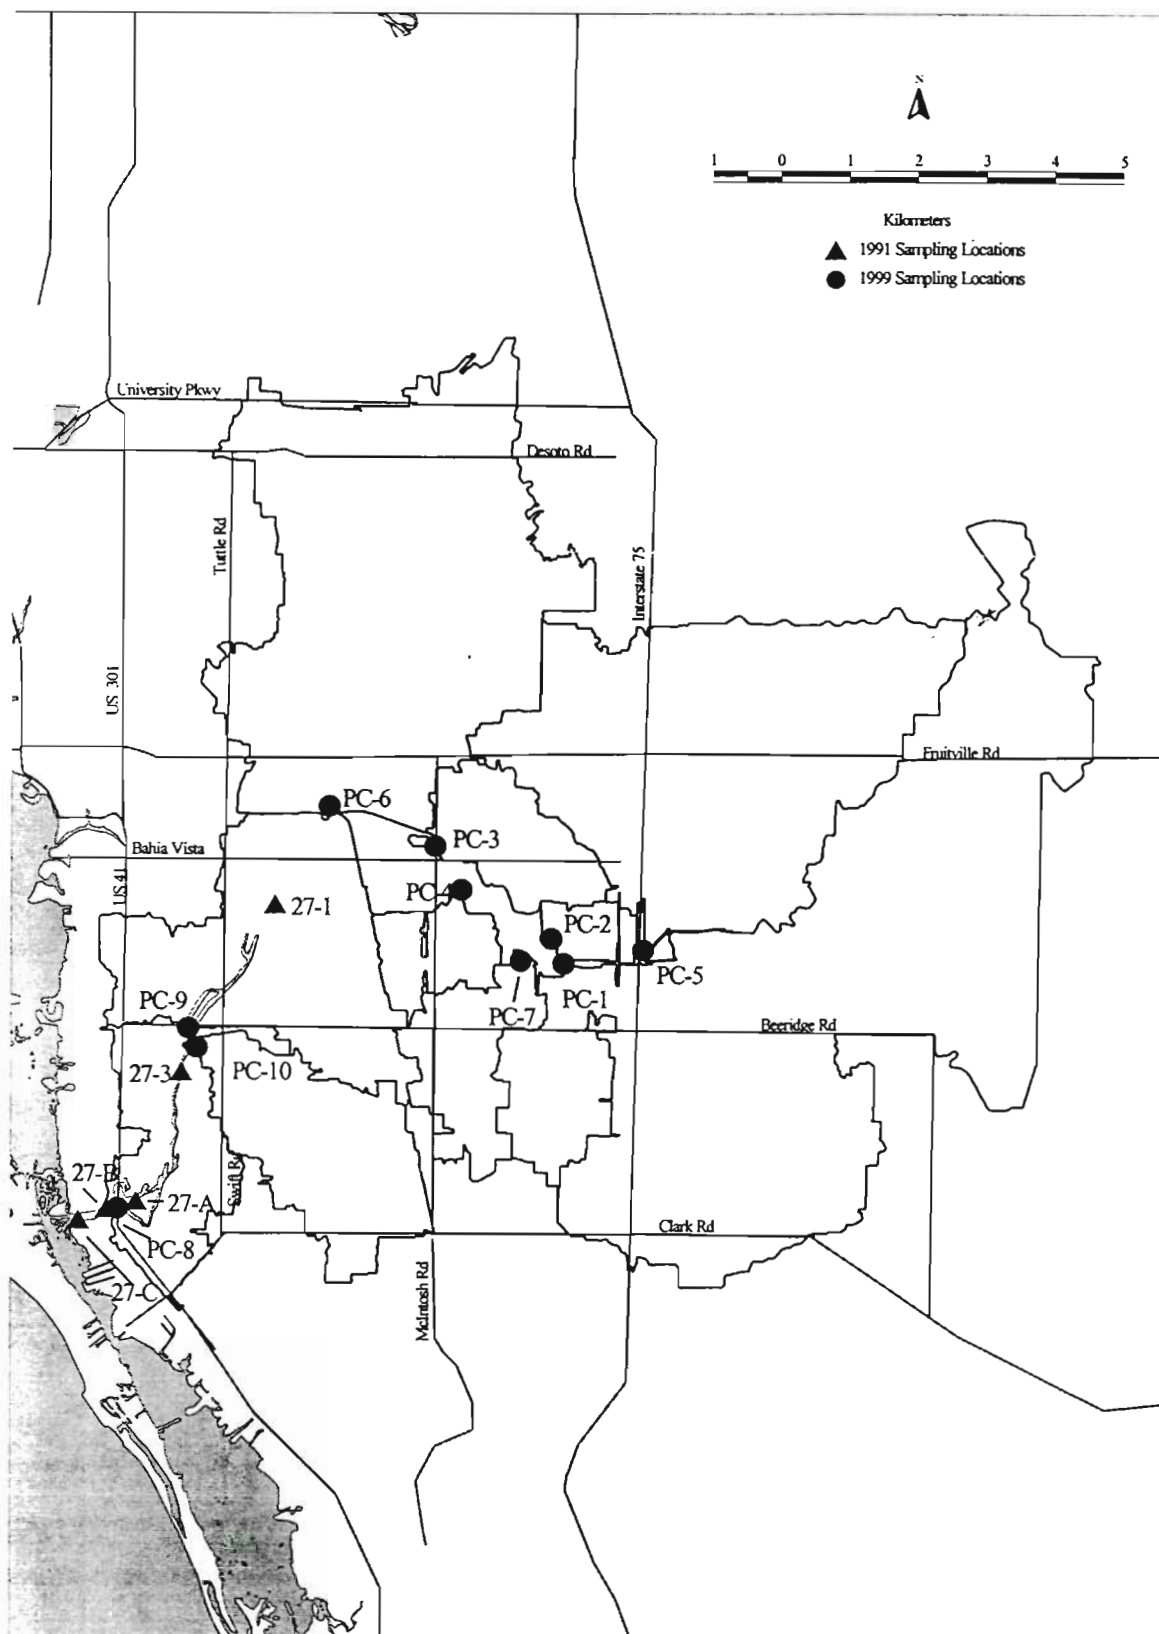 N
1 0 1 2 3 4 5
Kilometers
1991 Sampling Locations
1999 Sampling Locations
University Pkwy
Desoto Rd
Tuttle Rd
Interstate 75
US 301
Fruitville Rd
PC-6
PC-3
Bahia Vista
US 41
PC-4
27-1
PC-2
PC-5
PC-9
PC-1
PC-7
Beeridge Rd
27-3
PC-10
27-B
27-A
Swift Rd
Clark Rd
PC-8
27-C
McIntosh Rd